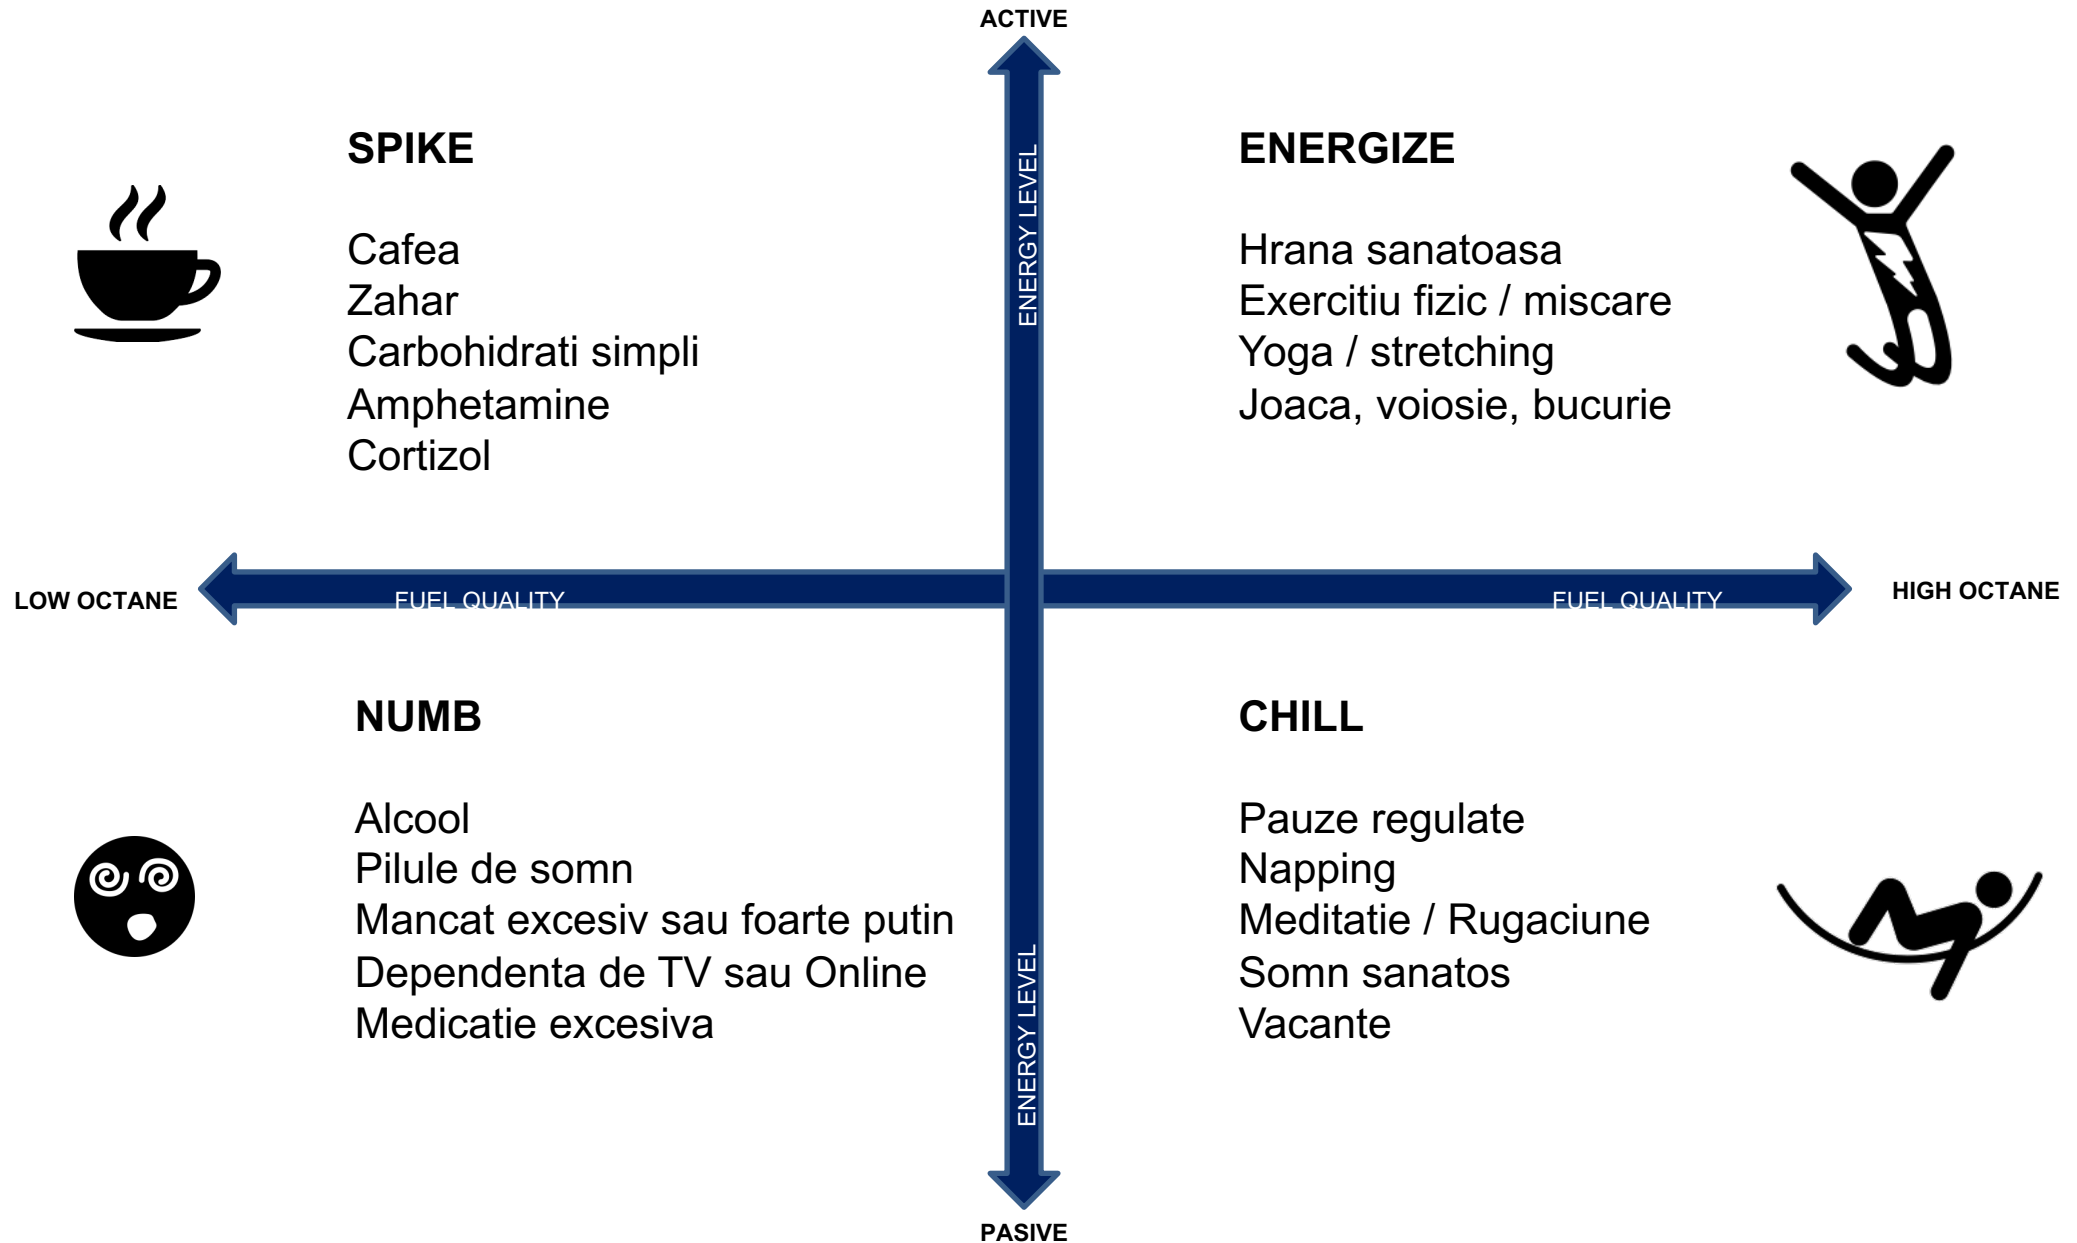 ACTIVE
SPIKE
Cafea
Zahar
Carbohidrati simpli
Amphetamine
Cortizol
ENERGY LEVEL
ENERGIZE
Hrana sanatoasa
Exercitiu fizic / miscare
Yoga / stretching
Joaca, voiosie, bucurie
LOW OCTANE
FUEL QUALITY
FUEL QUALITY
HIGH OCTANE
NUMB
Alcool
Pilule de somn
Mancat excesiv sau foarte putin
Dependenta de TV sau Online
Medicatie excesiva
ENERGY LEVEL
CHILL
Pauze regulate
Napping
Meditatie / Rugaciune
Somn sanatos
Vacante
PASIVE